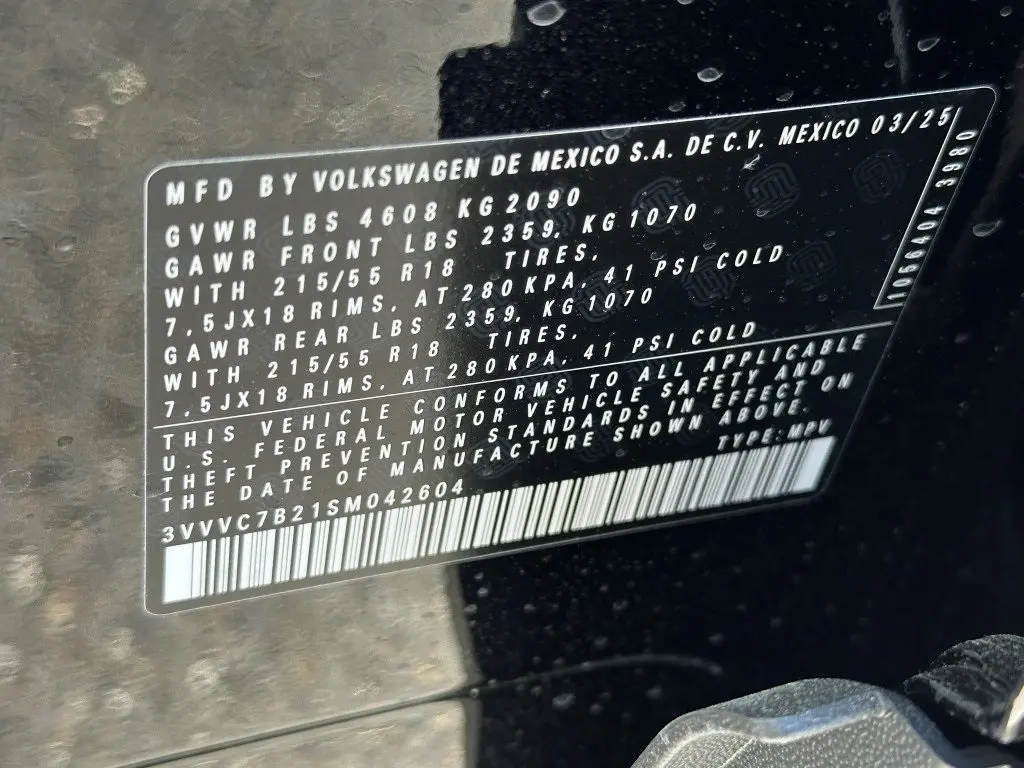 MFD BY VOLKSWAGEN DE MEXICO S.A. DE C.V. MEXICO 03/25
GVWR LBS 4608 KG 2090
GAWR FRONT LBS 2359, KG 1070
WITH 215/55 R18 TIRES,
7,5JX18 RIMS, AT 280 KPA, 41 PSI COLD
GAWR REAR LBS 2359, KG 1070
WITH 215/55 R18 TIRES,
7,5JX18 RIMS, AT 280 KPA, 41 PSI COLD
THIS VEHICLE CONFORMS TO ALL APPLICABLE
U.S. FEDERAL MOTOR VEHICLE SAFETY AND
THEFT PREVENTION STANDARDS IN EFFECT ON
THE DATE OF MANUFACTURE SHOWN ABOVE.
3VVVC7B21SM042604 TYPE:MPV
1056404 3980